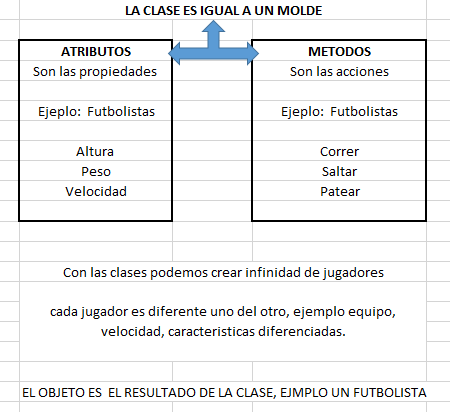 LA CLASE ES IGUAL A UN MOLDE
ATRIBUTOS
Son las propiedades
Ejeplo: Futbolistas
Altura
Peso
Velocidad
METODOS
Son las acciones
Ejeplo: Futbolistas
Correr
Saltar
Patear
Con las clases podemos crear infinidad de jugadores
cada jugador es diferente uno del otro, ejemplo equipo,
velocidad, caracteristicas diferenciadas.
EL OBJETO ES EL RESULTADO DE LA CLASE, EJMPLO UN FUTBOLISTA